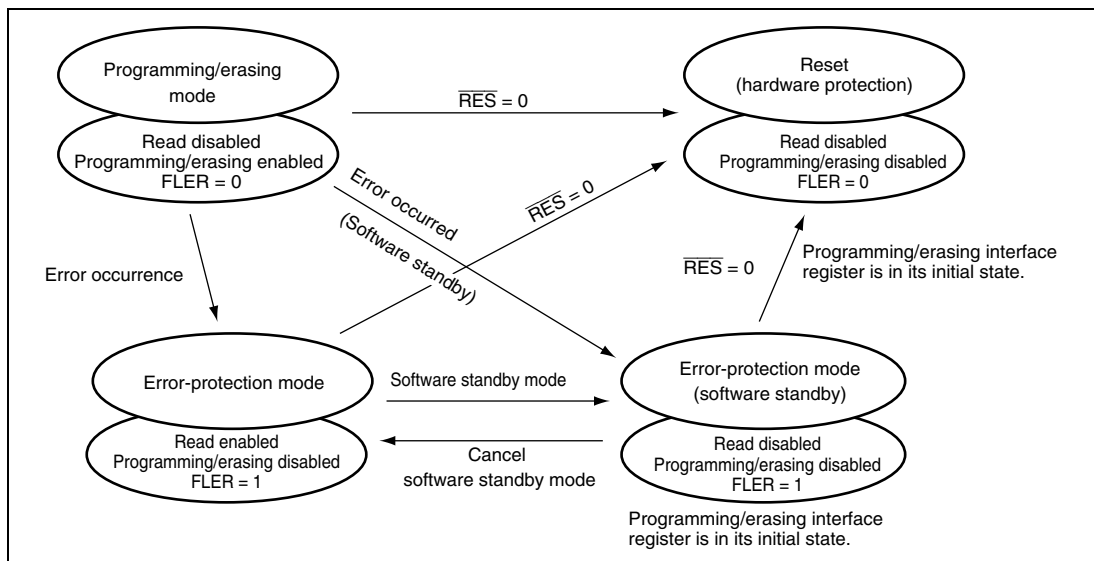 Programming/erasing
mode
Read disabled
Programming/erasing enabled
FLER = 0
RES = 0
Reset
(hardware protection)
Read disabled
Programming/erasing disabled
FLER = 0
Error occurred
(Software standby)
RES = 0
Error occurrence
RES = 0
Programming/erasing interface
register is in its initial state.
Error-protection mode
Read enabled
Programming/erasing disabled
FLER = 1
Software standby mode
Cancel
software standby mode
Error-protection mode
(software standby)
Read disabled
Programming/erasing disabled
FLER = 1
Programming/erasing interface
register is in its initial state.